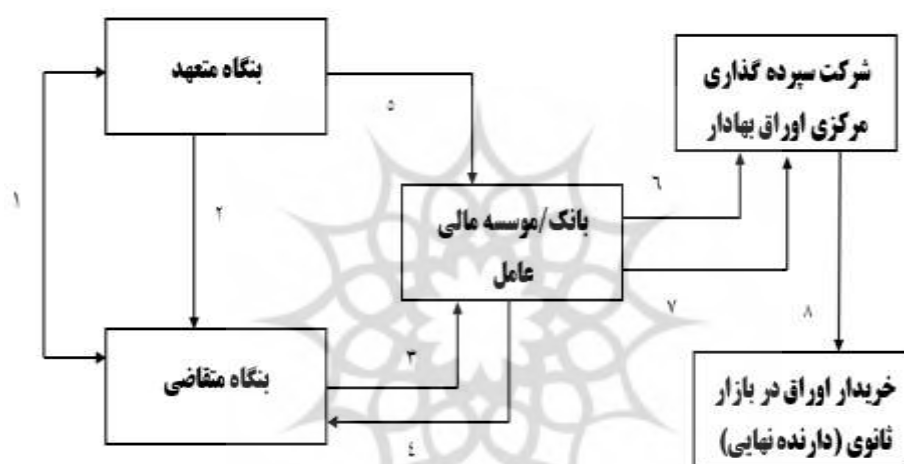 بنگاه متعهد
شرکت سپرده گذاری
مرکزی اوراق بهادار
۵
۱
۲
۶
بانک/موسسه مالی
عامل
۷
۸
۳
بنگاه متقاضی
٤
خریدار اوراق در بازار
ثانوی (دارنده نهایی)